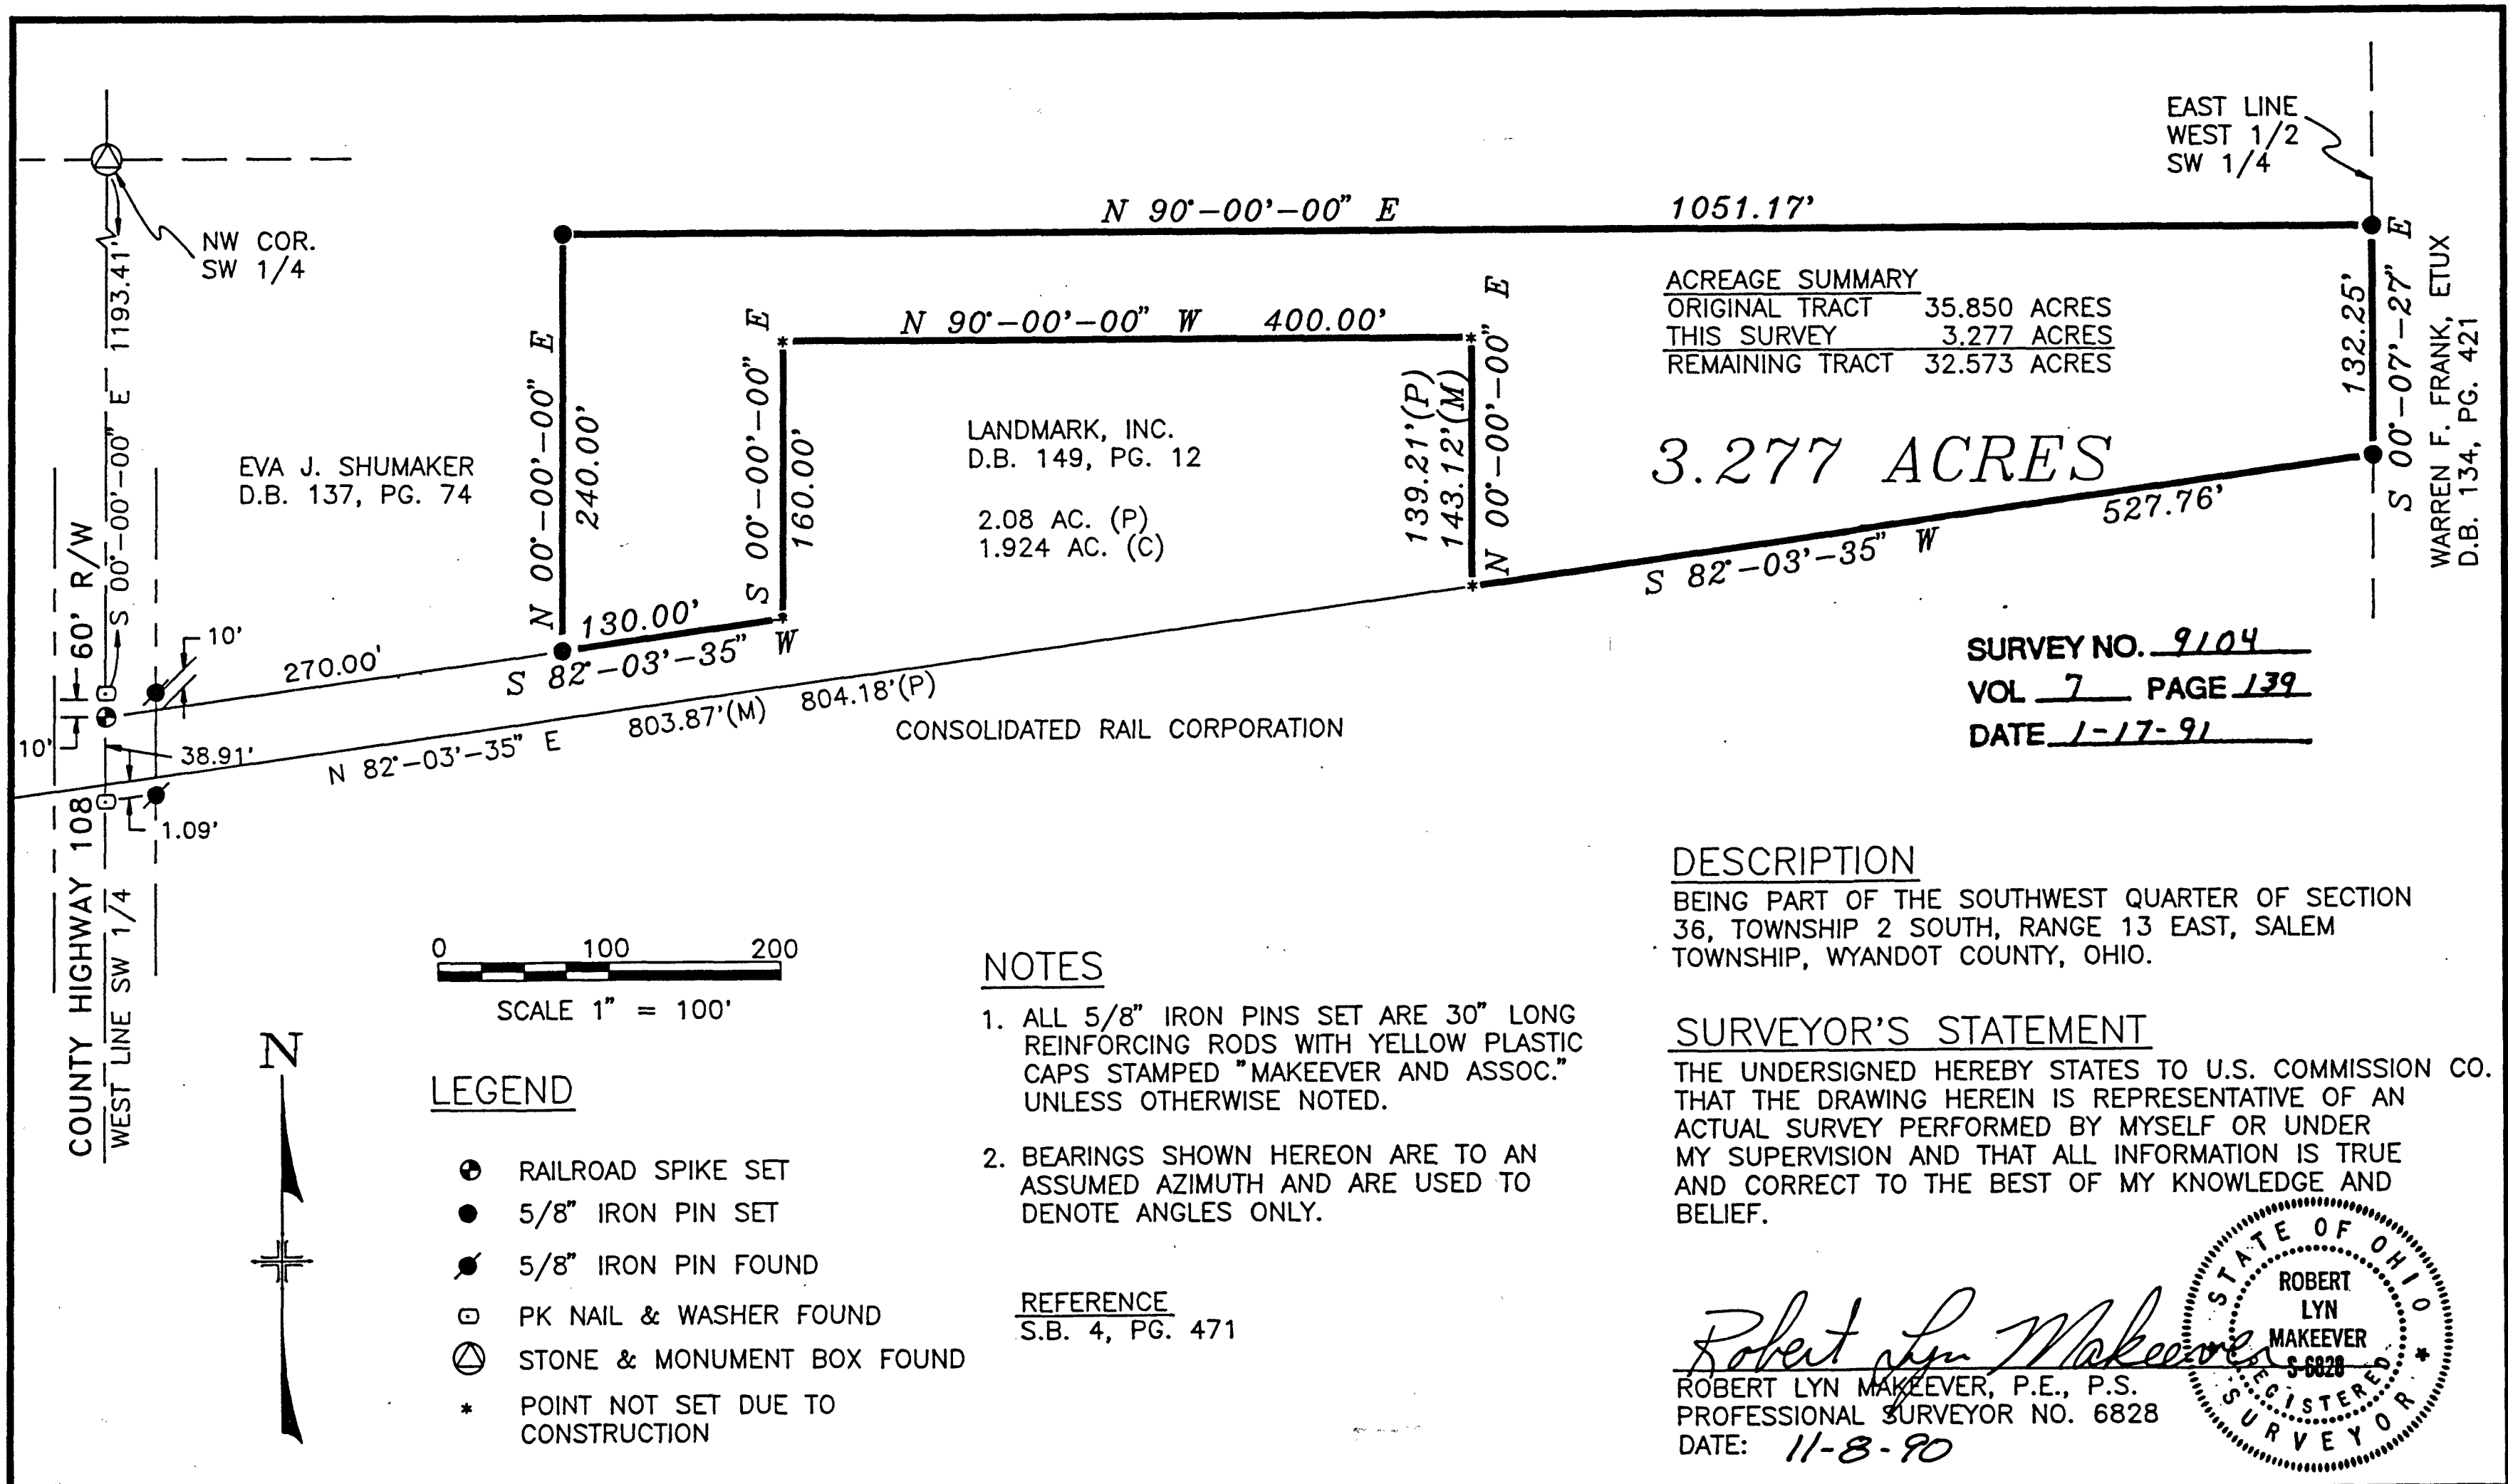 EAST LINE
WEST 1/2
SW 1/4
NW COR.
SW 1/4
S 00°-00'-00" E 1193.41'
N 90°-00'-00" E 1051.17'
S 00°-07'-27" E
132.25'
WARREN F. FRANK, ETUX
D.B. 134, PG. 421
ACREAGE SUMMARY
ORIGINAL TRACT 35.850 ACRES
THIS SURVEY 3.277 ACRES
REMAINING TRACT 32.573 ACRES
N 90°-00'-00" W 400.00'
N 00°-00'-00" E
240.00'
S 00°-00'-00" E
160.00'
139.21'(P)
143.12'(M)
N 00°-00'-00" E
EVA J. SHUMAKER
D.B. 137, PG. 74
LANDMARK, INC.
D.B. 149, PG. 12
2.08 AC. (P)
1.924 AC. (C)
3.277 ACRES
527.76'
S 82°-03'-35" W
130.00'
S 82°-03'-35" W
270.00'
60' R/W
10'
10'
38.91'
1.09'
N 82°-03'-35" E 803.87'(M) 804.18'(P)
CONSOLIDATED RAIL CORPORATION
COUNTY HIGHWAY 108
WEST LINE SW 1/4
SURVEY NO. 9104
VOL 7 PAGE 139
DATE 1-17-91
0 100 200
SCALE 1" = 100'
N
LEGEND
RAILROAD SPIKE SET
5/8" IRON PIN SET
5/8" IRON PIN FOUND
PK NAIL & WASHER FOUND
STONE & MONUMENT BOX FOUND
* POINT NOT SET DUE TO
CONSTRUCTION
NOTES
1. ALL 5/8" IRON PINS SET ARE 30" LONG
REINFORCING RODS WITH YELLOW PLASTIC
CAPS STAMPED "MAKEEVER AND ASSOC."
UNLESS OTHERWISE NOTED.
2. BEARINGS SHOWN HEREON ARE TO AN
ASSUMED AZIMUTH AND ARE USED TO
DENOTE ANGLES ONLY.
REFERENCE
S.B. 4, PG. 471
DESCRIPTION
BEING PART OF THE SOUTHWEST QUARTER OF SECTION
36, TOWNSHIP 2 SOUTH, RANGE 13 EAST, SALEM
TOWNSHIP, WYANDOT COUNTY, OHIO.
SURVEYOR'S STATEMENT
THE UNDERSIGNED HEREBY STATES TO U.S. COMMISSION CO.
THAT THE DRAWING HEREIN IS REPRESENTATIVE OF AN
ACTUAL SURVEY PERFORMED BY MYSELF OR UNDER
MY SUPERVISION AND THAT ALL INFORMATION IS TRUE
AND CORRECT TO THE BEST OF MY KNOWLEDGE AND
BELIEF.
Robert Lyn Makeever
ROBERT LYN MAKEEVER, P.E., P.S.
PROFESSIONAL SURVEYOR NO. 6828
DATE: 11-8-90
STATE OF OHIO
ROBERT
LYN
MAKEEVER
S-6828
REGISTERED
SURVEYOR *